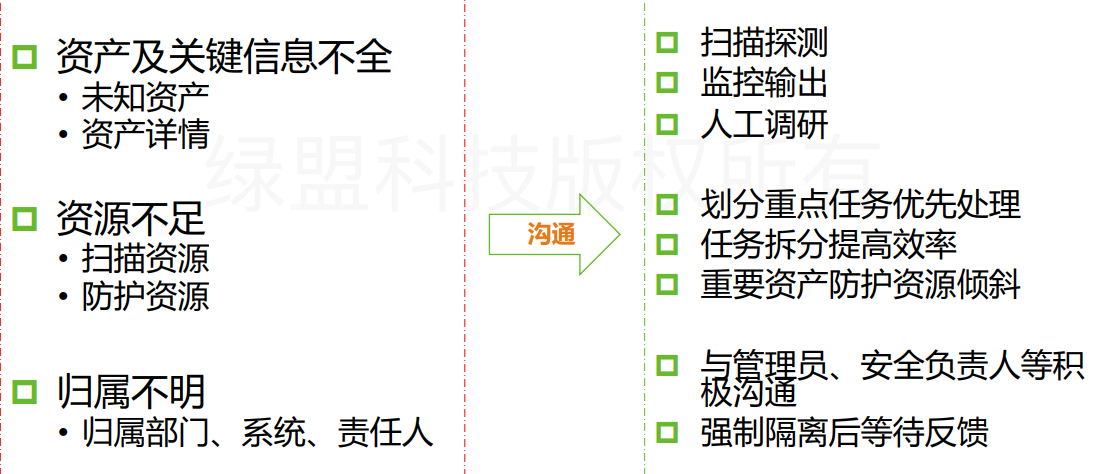 资产及关键信息不全
• 未知资产
• 资产详情
资源不足
• 扫描资源
• 防护资源
归属不明
• 归属部门、系统、责任人
沟通
扫描探测
监控输出
人工调研
划分重点任务优先处理
任务拆分提高效率
重要资产防护资源倾斜
与管理员、安全负责人等积
极沟通
强制隔离后等待反馈
绿盟科技版权所有